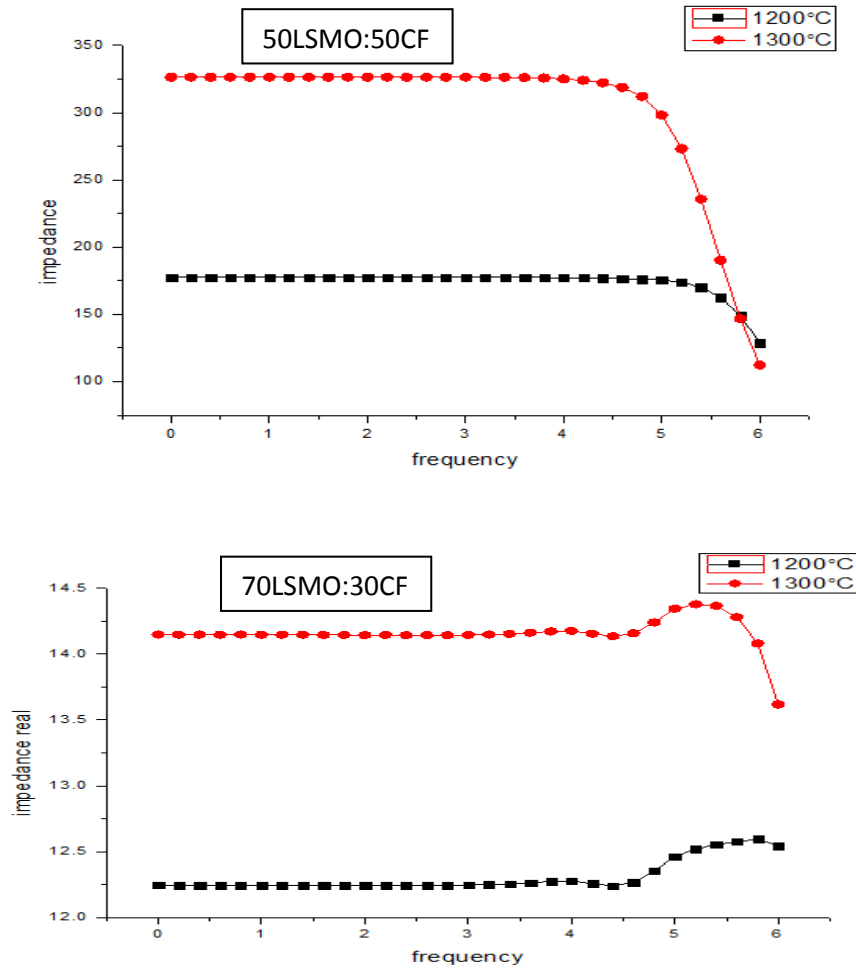 50LSMO:50CF
1200°C
1300°C
350
300
250
200
150
100
impedance
0 1 2 3 4 5 6
frequency
70LSMO:30CF
1200°C
1300°C
14.5
14.0
13.5
13.0
12.5
12.0
impedance real
0 1 2 3 4 5 6
frequency